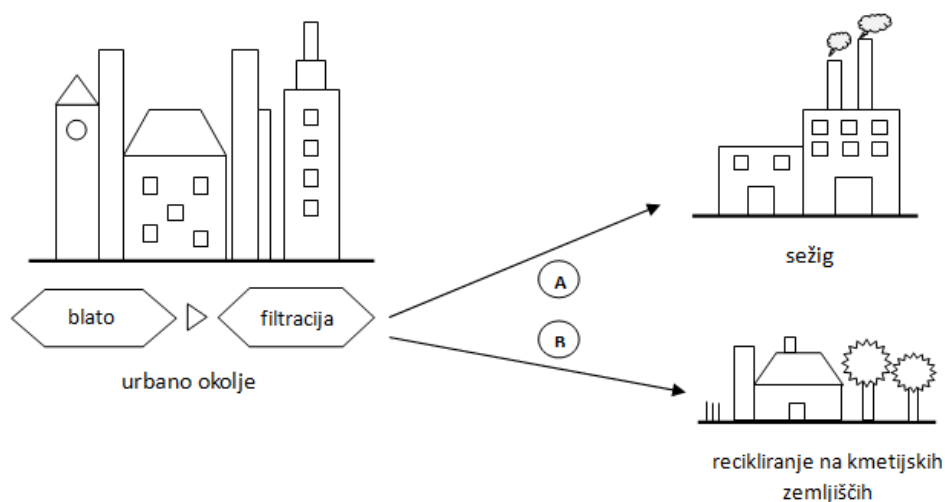 blato
filtracija
urbano okolje
A
B
sežig
recikliranje na kmetijskih
zemljiščih